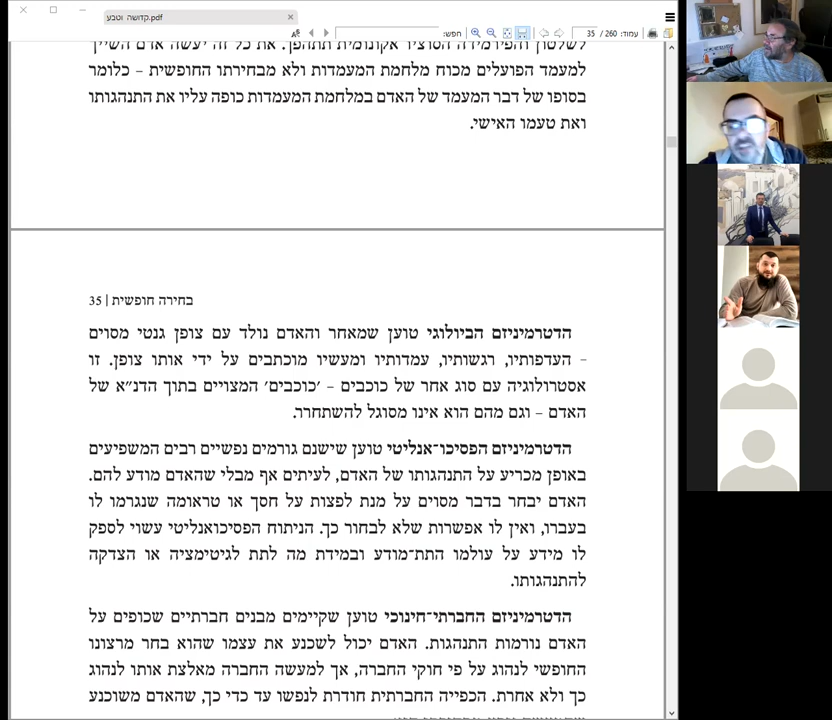 קדושה וטבע.pdf
חיפוש:
עמוד: 35 / 260
לשלטון והפירמידה הסוציו אקונומית תתהפך. את כל זה יעשה אדם השייך
למעמד הפועלים מכוח מלחמת המעמדות ולא מבחירתו החופשית – כלומר
בסופו של דבר המעמד של האדם במלחמת המעמדות כופה עליו את התנהגותו
ואת טעמו האישי.
בחירה חופשית | 35
הדטרמיניזם הביולוגי טוען שמאחר והאדם נולד עם צופן גנטי מסוים
– העדפותיו, רגשותיו, עמדותיו ומעשיו מוכתבים על ידי אותו צופן. זו
אסטרולוגיה עם סוג אחר של כוכבים – 'כוכבים' המצויים בתוך הדנ״א של
האדם – וגם מהם הוא אינו מסוגל להשתחרר.
הדטרמיניזם הפסיכו־אנליטי טוען שישנם גורמים נפשיים רבים המשפיעים
באופן מכריע על התנהגותו של האדם, לעיתים אף מבלי שהאדם מודע להם.
האדם יבחר בדבר מסוים על מנת לפצות על חסך או טראומה שנגרמו לו
בעברו, ואין לו אפשרות שלא לבחור כך. הניתוח הפסיכואנליטי עשוי לספק
לו מידע על עולמו התת־מודע ובמידת מה לתת לגיטימציה או הצדקה
להתנהגותו.
הדטרמיניזם החברתי־חינוכי טוען שקיימים מבנים חברתיים שכופים על
האדם נורמות התנהגות. האדם יכול לשכנע את עצמו שהוא בחר מרצונו
החופשי לנהוג על פי חוקי החברה, אך למעשה החברה מאלצת אותו לנהוג
כך ולא אחרת. הכפייה החברתית חודרת לנפשו עד כדי כך, שהאדם משוכנע